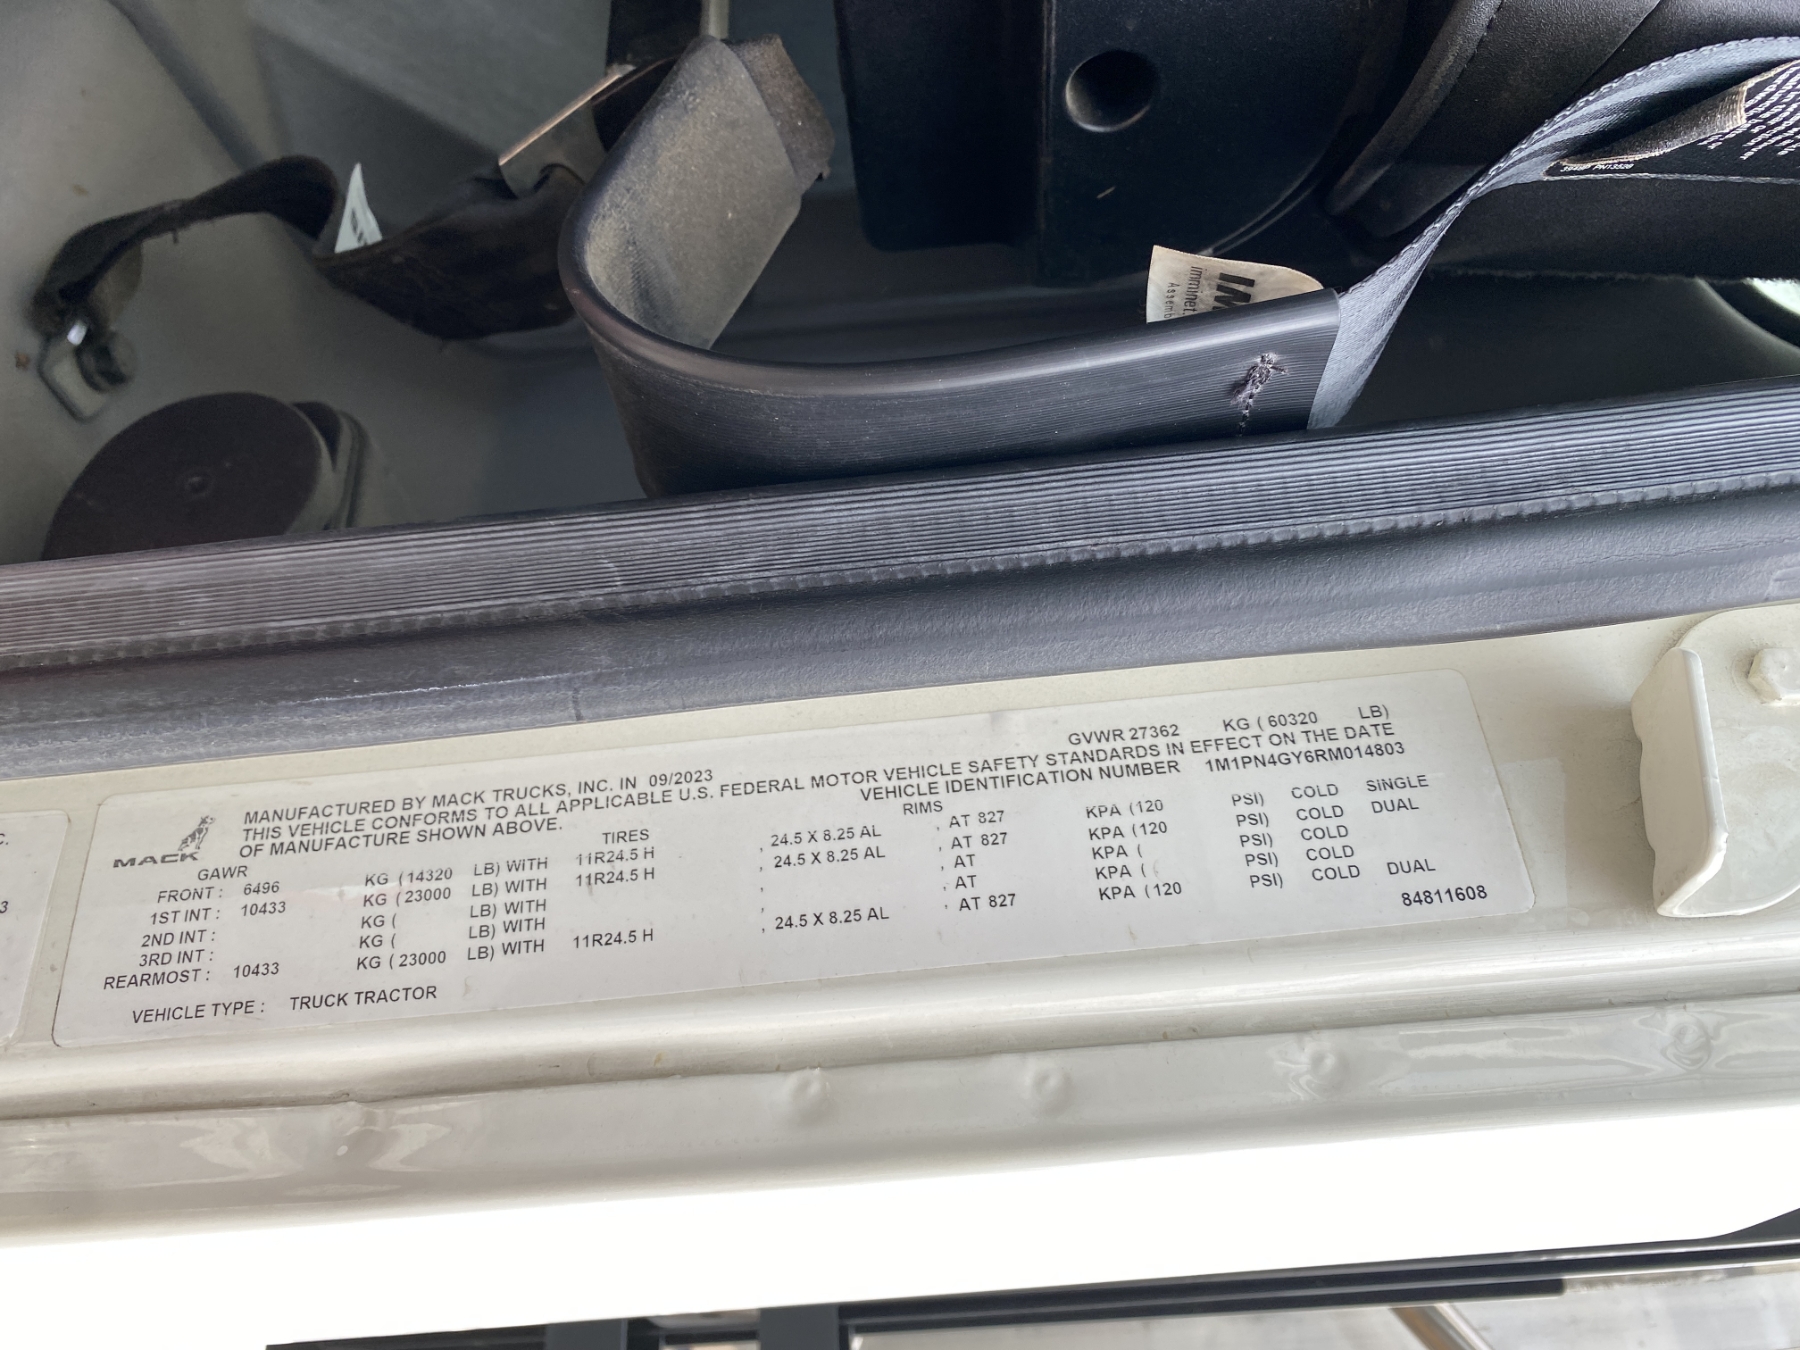 IM
imminet.
Assemb
39480 PN13526
GVWR 27362 KG ( 60320 LB)
MANUFACTURED BY MACK TRUCKS, INC. IN 09/2023
THIS VEHICLE CONFORMS TO ALL APPLICABLE U.S. FEDERAL MOTOR VEHICLE SAFETY STANDARDS IN EFFECT ON THE DATE
OF MANUFACTURE SHOWN ABOVE. VEHICLE IDENTIFICATION NUMBER 1M1PN4GY6RM014803
MACK
GAWR TIRES RIMS
FRONT : 6496 KG ( 14320 LB) WITH 11R24.5 H , 24.5 X 8.25 AL , AT 827 KPA (120 PSI) COLD SINGLE
1ST INT : 10433 KG ( 23000 LB) WITH 11R24.5 H , 24.5 X 8.25 AL , AT 827 KPA (120 PSI) COLD DUAL
2ND INT : KG ( LB) WITH , , AT KPA ( PSI) COLD
3RD INT : KG ( LB) WITH , , AT KPA ( PSI) COLD
REARMOST : 10433 KG ( 23000 LB) WITH 11R24.5 H , 24.5 X 8.25 AL , AT 827 KPA (120 PSI) COLD DUAL
VEHICLE TYPE : TRUCK TRACTOR
84811608
C.
3